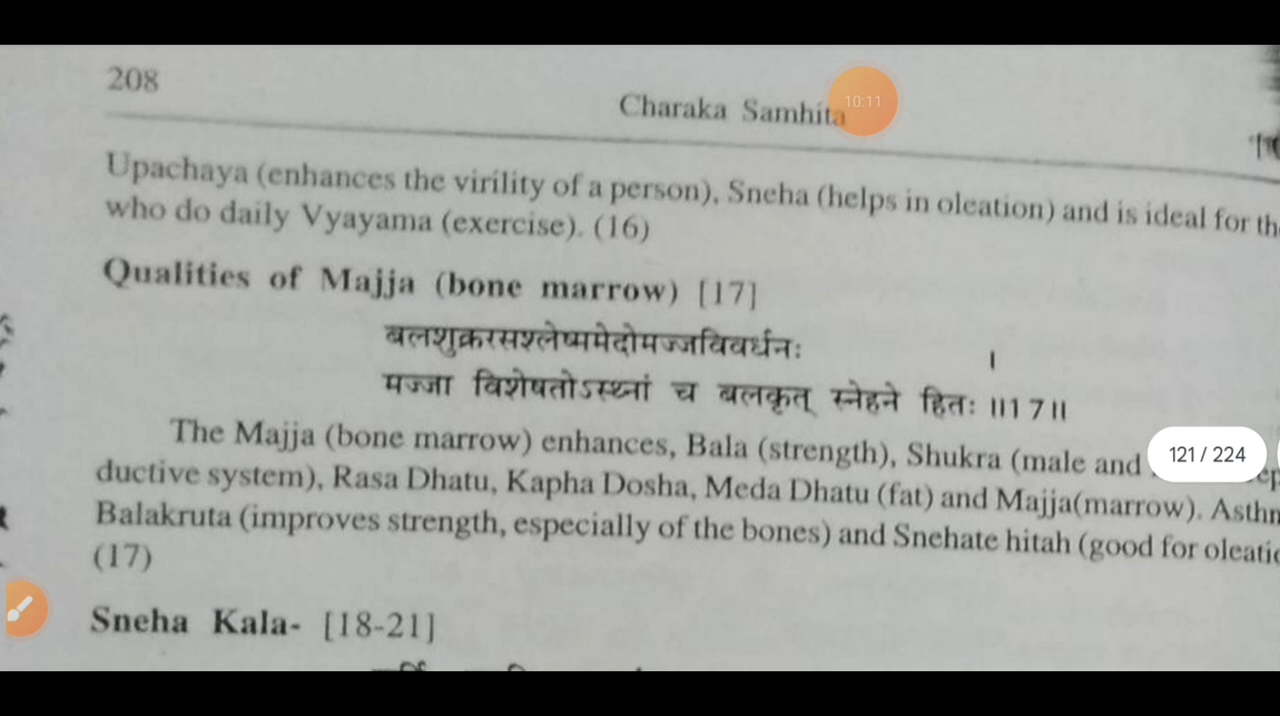 208
Charaka Samhita
10:11
Upachaya (enhances the virility of a person), Sneha (helps in oleation) and is ideal for
who do daily Vyayama (exercise). (16)
Qualities of Majja (bone marrow) [17]
बलशुक्ररसश्लेष्ममेदोमज्जविवर्धनः ।
मज्जा विशेषतोऽस्थ्नां च बलकृत् स्नेहने हितः ॥17॥
The Majja (bone marrow) enhances, Bala (strength), Shukra (male and
121 / 224
ductive system), Rasa Dhatu, Kapha Dosha, Meda Dhatu (fat) and Majja(marrow).
Balakruta (improves strength, especially of the bones) and Snehate hitah (good for
(17)
Sneha Kala- [18-21]